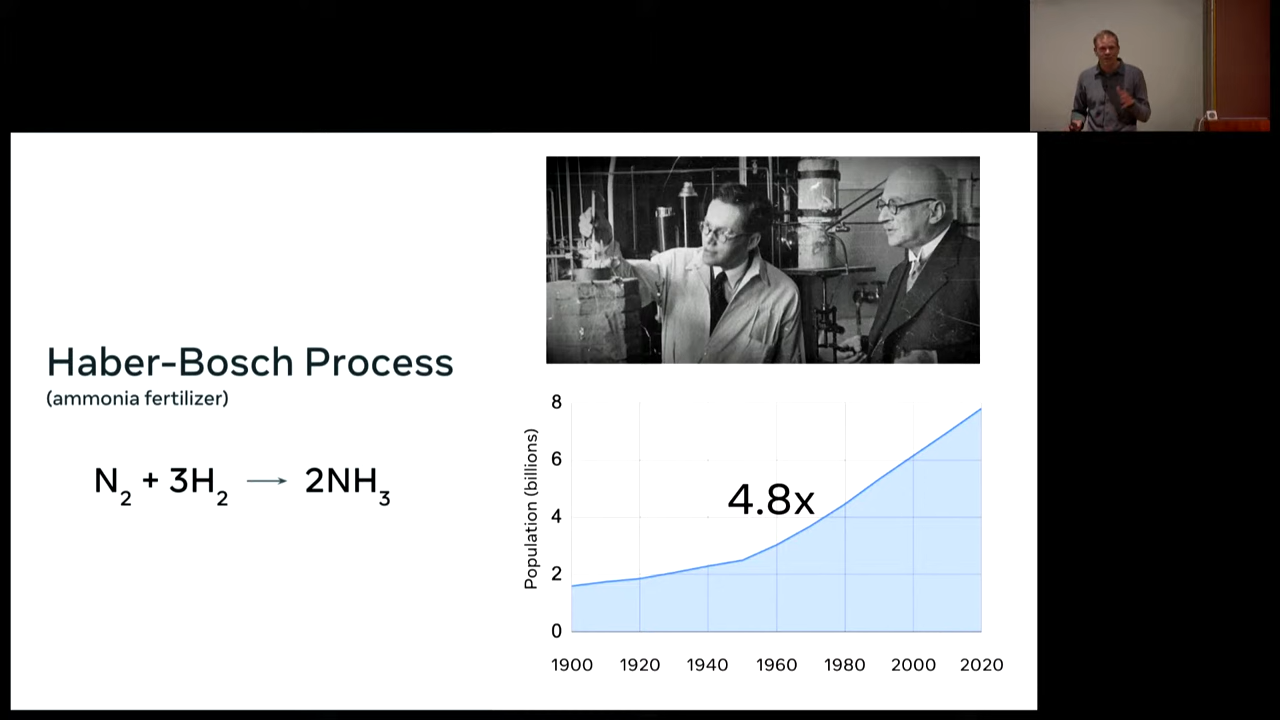 Haber-Bosch Process
(ammonia fertilizer)
N₂ + 3H₂ ⟶ 2NH₃
Population (billions)
8
6
4
2
0
4.8x
1900 1920 1940 1960 1980 2000 2020